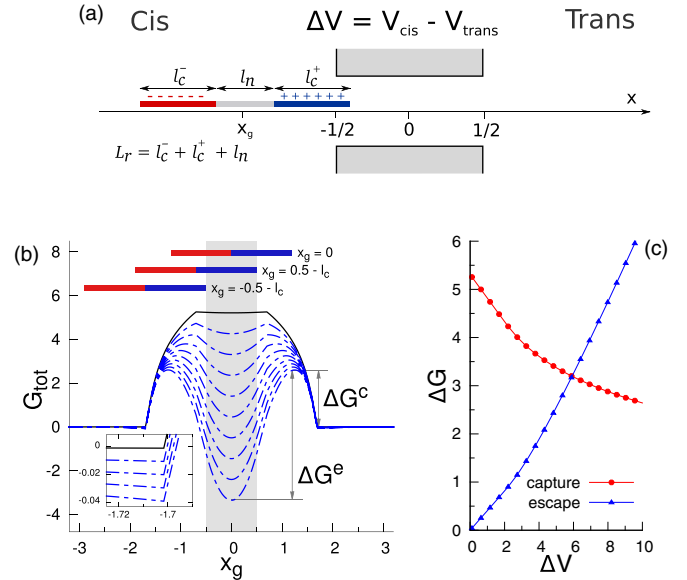 (a) Cis ΔV = V_cis - V_trans Trans
l_c^- l_n l_c^+
- - - - - - + + + + + +
x
x_g -1/2 0 1/2
L_r = l_c^- + l_c^+ + l_n
(b)
8
6
4
2
0
-2
-4
G_tot
x_g = 0
x_g = 0.5 - l_c
x_g = -0.5 - l_c
ΔG^c
ΔG^e
0
-0.02
-0.04
-1.72 -1.7
-3 -2 -1 0 1 2 3
x_g
(c)
6
5
4
3
2
1
0
ΔG
capture
escape
0 2 4 6 8 10
ΔV